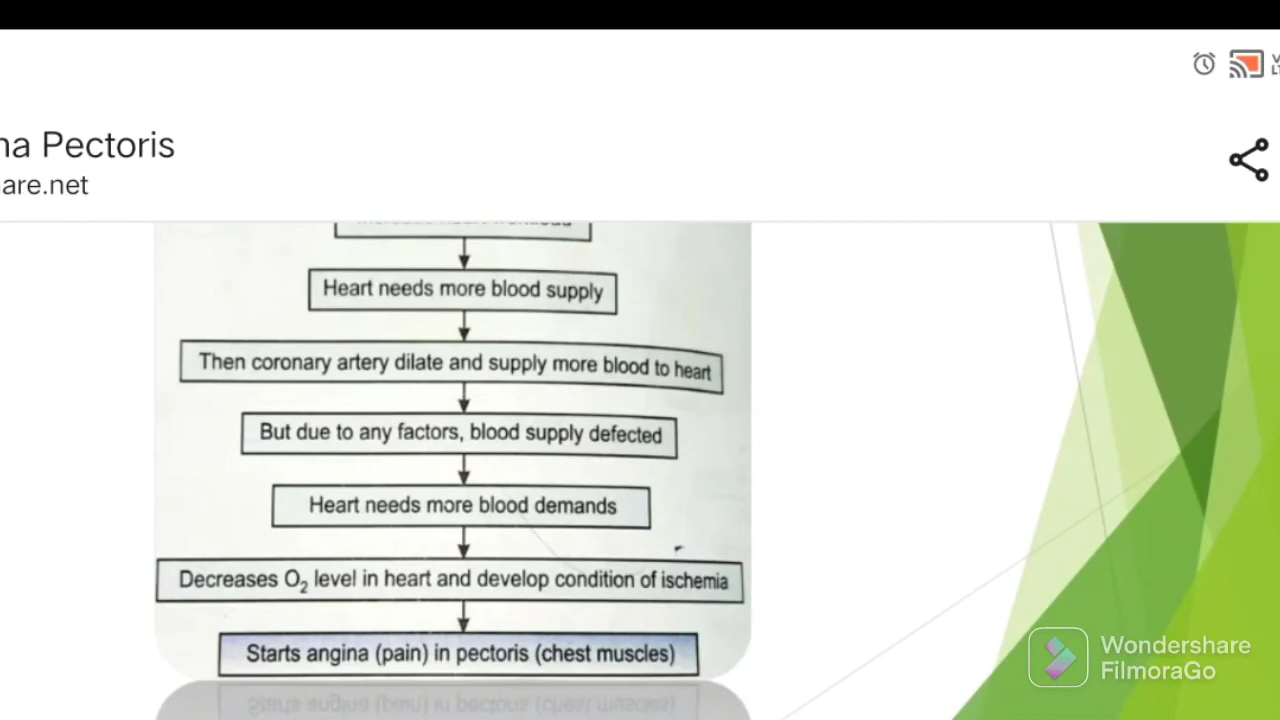 na Pectoris
are.net
Heart needs more blood supply
Then coronary artery dilate and supply more blood to heart
But due to any factors, blood supply defected
Heart needs more blood demands
Decreases O₂ level in heart and develop condition of ischemia
Starts angina (pain) in pectoris (chest muscles)
Wondershare
FilmoraGo